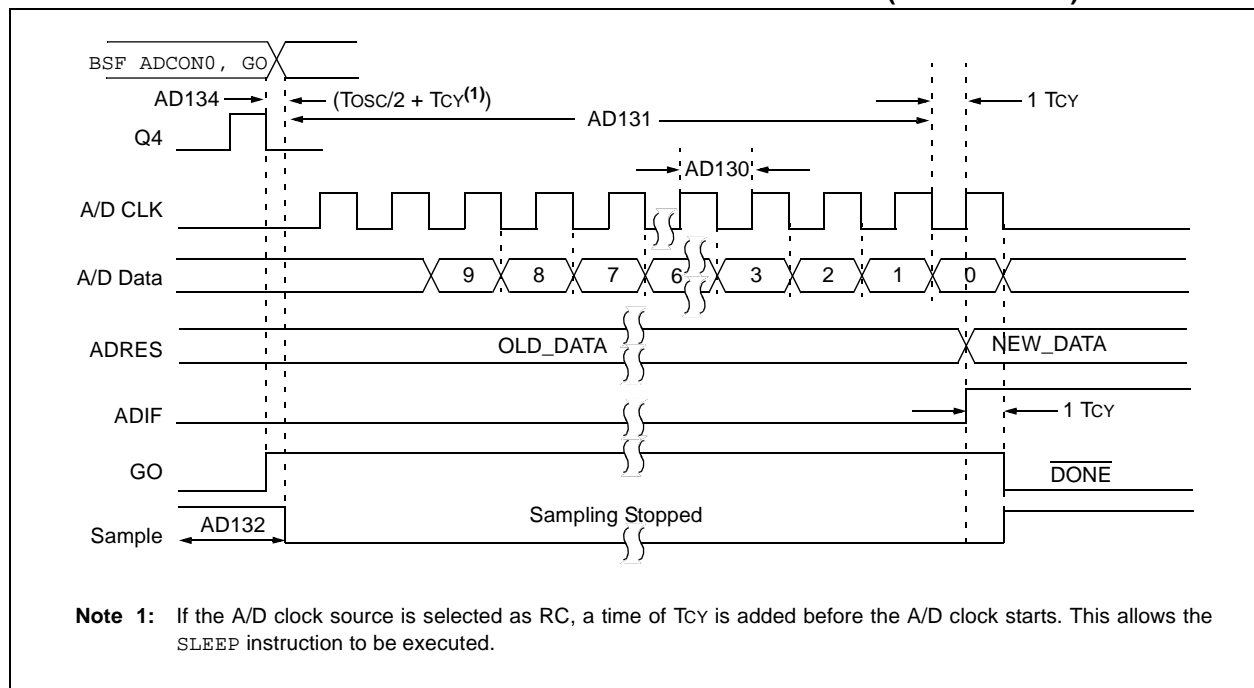 BSF ADCON0, GO
AD134 (TOSC/2 + TCY(1)) 1 TCY
AD131
Q4
AD130
A/D CLK
A/D Data 9 8 7 6 3 2 1 0
ADRES OLD_DATA NEW_DATA
ADIF 1 TCY
GO DONE
AD132 Sampling Stopped
Sample
Note 1: If the A/D clock source is selected as RC, a time of TCY is added before the A/D clock starts. This allows the
SLEEP instruction to be executed.